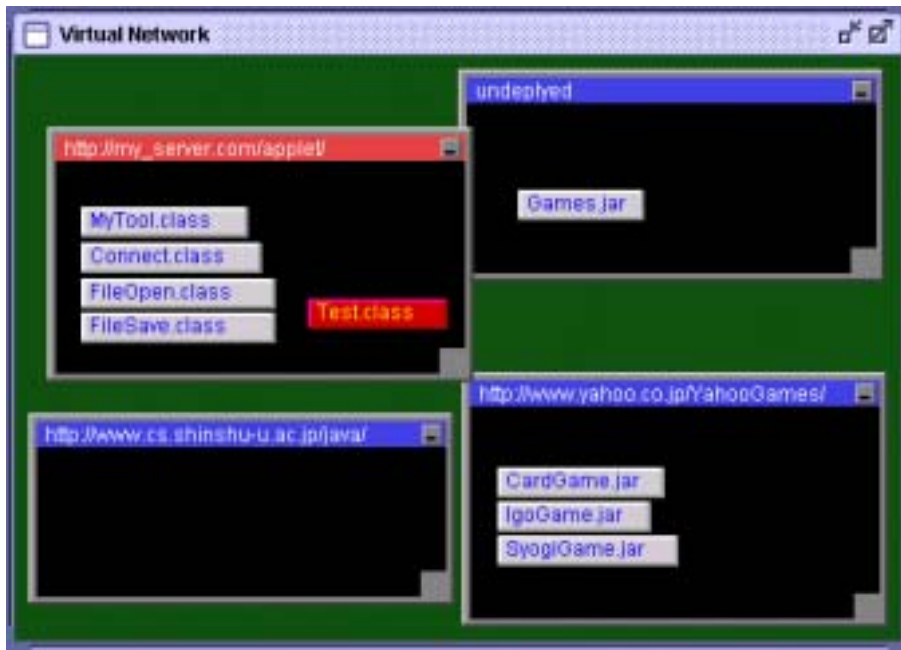 Virtual Network
undeplyed
Games.jar
http://my_server.com/applet/
MyTool.class
Connect.class
FileOpen.class
FileSave.class
Test.class
http://www.cs.shinshu-u.ac.jp/java/
http://www.yahoo.co.jp/YahooGames/
CardGame.jar
IgoGame.jar
SyogiGame.jar